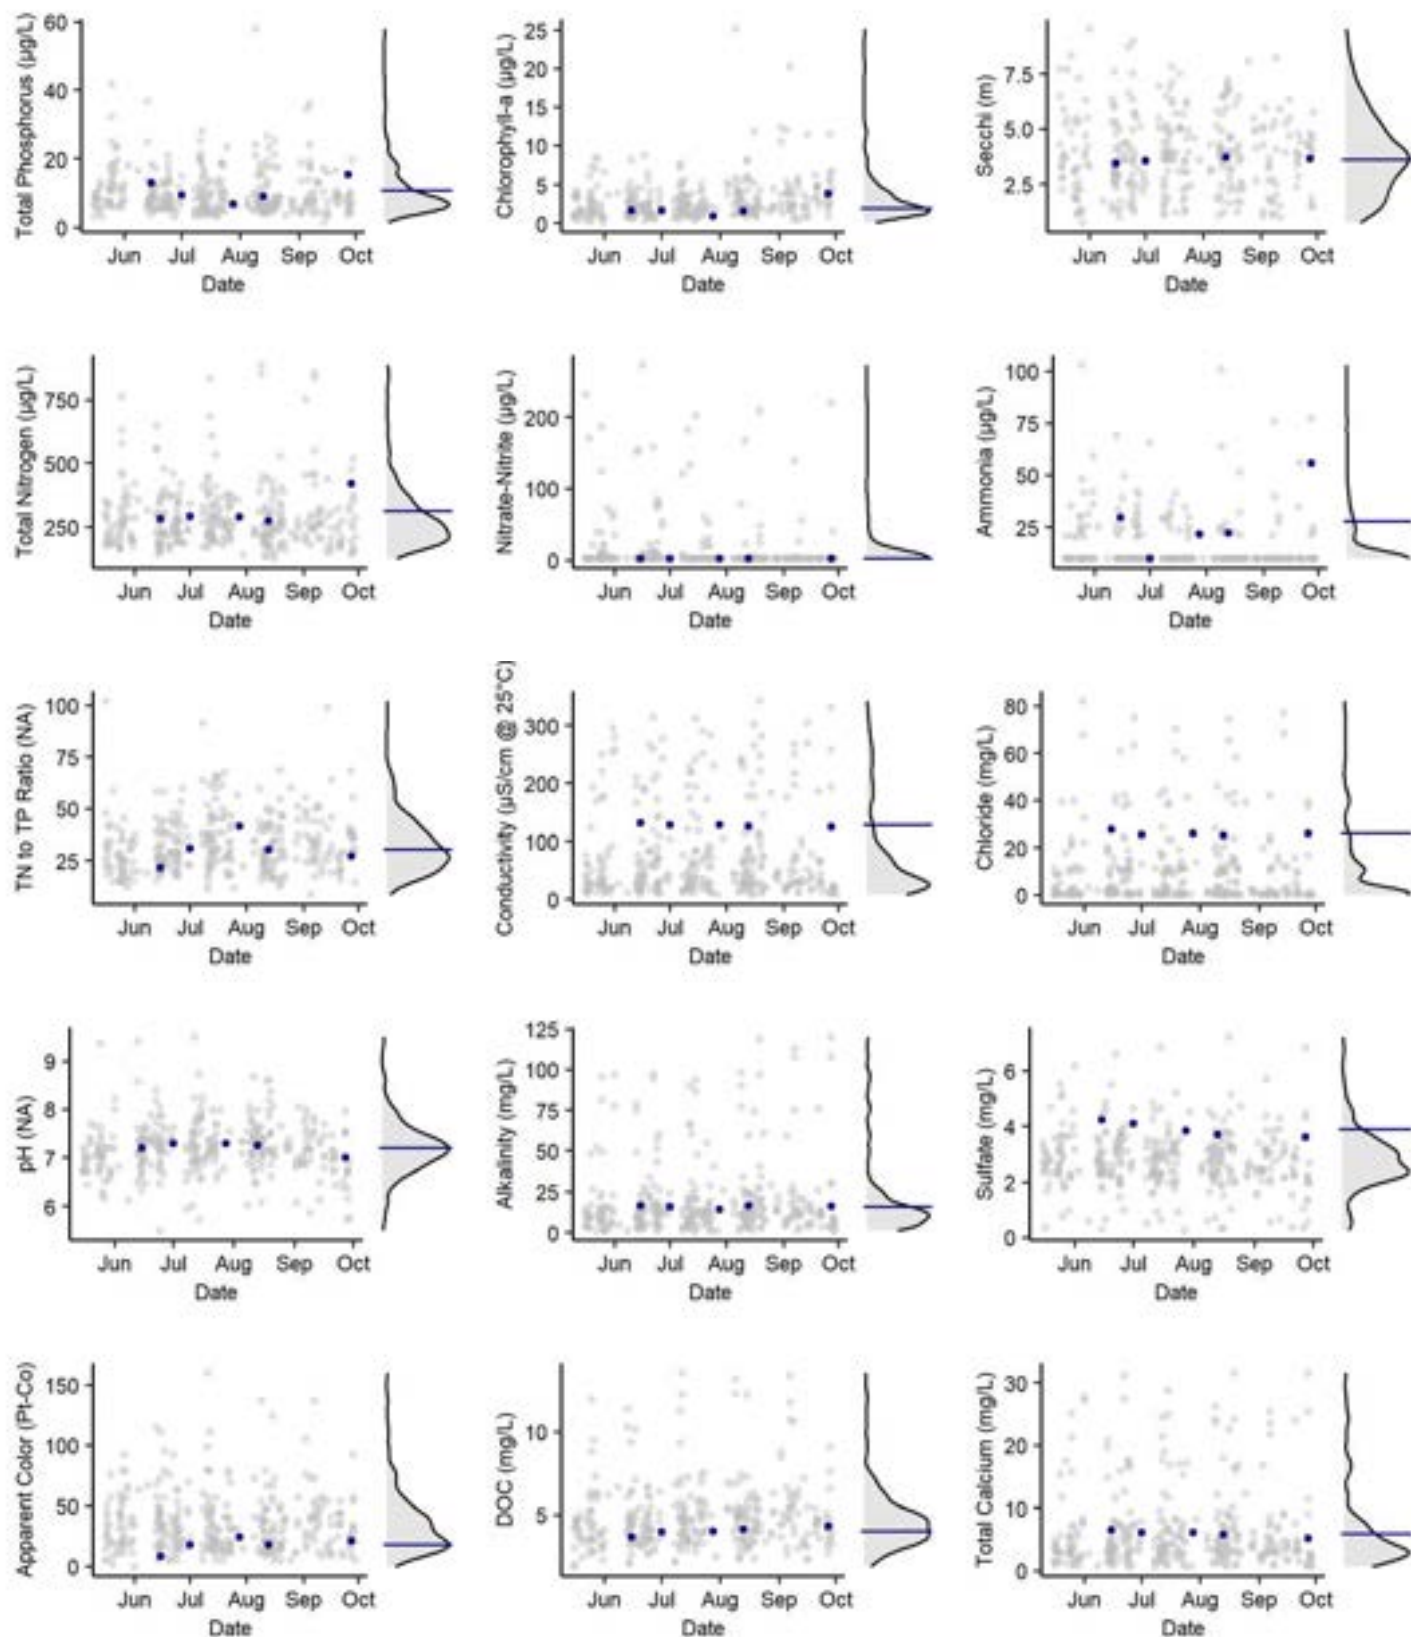 Total Phosphorus (µg/L)
60
40
20
0
Jun Jul Aug Sep Oct
Date
Chlorophyll-a (µg/L)
25
20
15
10
5
0
Jun Jul Aug Sep Oct
Date
Secchi (m)
7.5
5.0
2.5
Jun Jul Aug Sep Oct
Date
Total Nitrogen (µg/L)
750
500
250
Jun Jul Aug Sep Oct
Date
Nitrate-Nitrite (µg/L)
200
100
0
Jun Jul Aug Sep Oct
Date
Ammonia (µg/L)
100
75
50
25
Jun Jul Aug Sep Oct
Date
TN to TP Ratio (NA)
100
75
50
25
Jun Jul Aug Sep Oct
Date
Conductivity (µS/cm @ 25°C)
300
200
100
0
Jun Jul Aug Sep Oct
Date
Chloride (mg/L)
80
60
40
20
0
Jun Jul Aug Sep Oct
Date
pH (NA)
9
8
7
6
Jun Jul Aug Sep Oct
Date
Alkalinity (mg/L)
125
100
75
50
25
0
Jun Jul Aug Sep Oct
Date
Sulfate (mg/L)
6
4
2
0
Jun Jul Aug Sep Oct
Date
Apparent Color (Pt-Co)
150
100
50
0
Jun Jul Aug Sep Oct
Date
DOC (mg/L)
10
5
Jun Jul Aug Sep Oct
Date
Total Calcium (mg/L)
30
20
10
0
Jun Jul Aug Sep Oct
Date